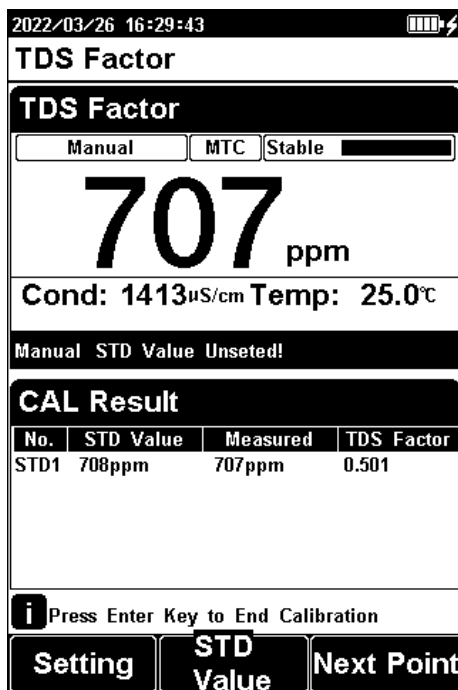 2022/03/26 16:29:43
TDS Factor
TDS Factor
Manual MTC Stable
707 ppm
Cond: 1413µS/cm Temp: 25.0℃
Manual STD Value Unseted!
CAL Result
No. STD Value Measured TDS Factor
STD1 708ppm 707ppm 0.501
i Press Enter Key to End Calibration
Setting STD Value Next Point